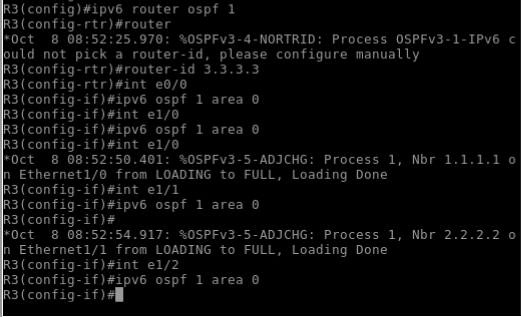 R3(config)#ipv6 router ospf 1
R3(config-rtr)#router
*Oct  8 08:52:25.970: %OSPFv3-4-NORTRID: Process OSPFv3-1-IPv6 c
ould not pick a router-id, please configure manually
R3(config-rtr)#router-id 3.3.3.3
R3(config-rtr)#int e0/0
R3(config-if)#ipv6 ospf 1 area 0
R3(config-if)#int e1/0
R3(config-if)#ipv6 ospf 1 area 0
R3(config-if)#int e1/0
*Oct  8 08:52:50.401: %OSPFv3-5-ADJCHG: Process 1, Nbr 1.1.1.1 o
n Ethernet1/0 from LOADING to FULL, Loading Done
R3(config-if)#int e1/1
R3(config-if)#ipv6 ospf 1 area 0
R3(config-if)#
*Oct  8 08:52:54.917: %OSPFv3-5-ADJCHG: Process 1, Nbr 2.2.2.2 o
n Ethernet1/1 from LOADING to FULL, Loading Done
R3(config-if)#int e1/2
R3(config-if)#ipv6 ospf 1 area 0
R3(config-if)#